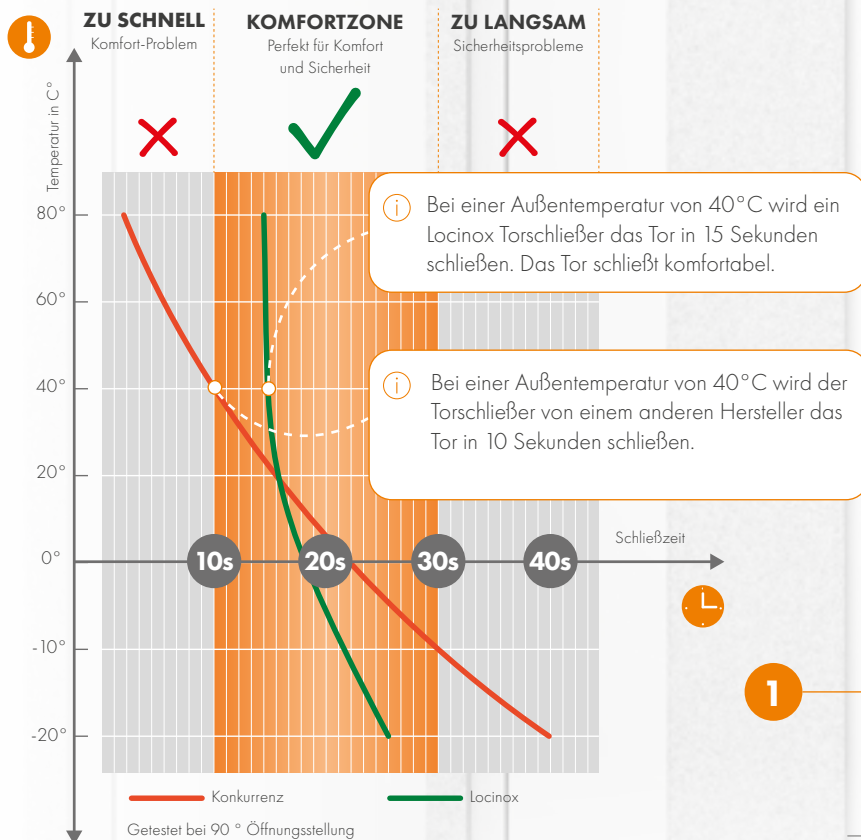 ZU SCHNELL
Komfort-Problem
KOMFORTZONE
Perfekt für Komfort
und Sicherheit
ZU LANGSAM
Sicherheitsprobleme
Temperatur in C°
80°
60°
40°
20°
0°
-10°
-20°
i
Bei einer Außentemperatur von 40°C wird ein
Locinox Torschließer das Tor in 15 Sekunden
schließen. Das Tor schließt komfortabel.
i
Bei einer Außentemperatur von 40°C wird der
Torschließer von einem anderen Hersteller das
Tor in 10 Sekunden schließen.
10s
20s
30s
40s
Schließzeit
1
Konkurrenz
Locinox
Getestet bei 90 ° Öffnungsstellung